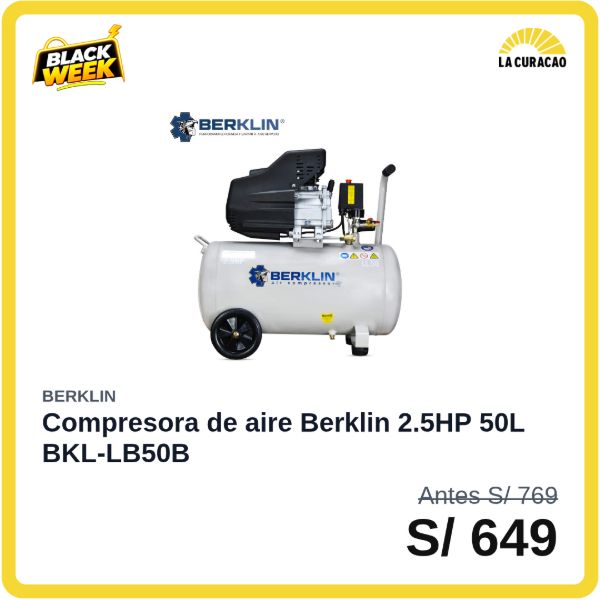 BLACK
WEEK
LA CURACAO
BERKLIN®
BERKLIN®
air compressor
BERKLIN
Compresora de aire Berklin 2.5HP 50L
BKL-LB50B
Antes S/ 769
S/ 649